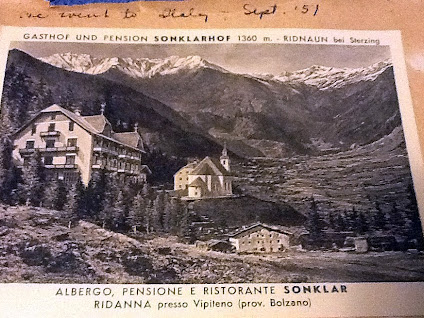 we went to Italy - Sept. '51
GASTHOF UND PENSION SONKLARHOF 1360 m. - RIDNAUN bei Sterzing
ALBERGO, PENSIONE E RISTORANTE SONKLAR
RIDANNA presso Vipiteno (prov. Bolzano)